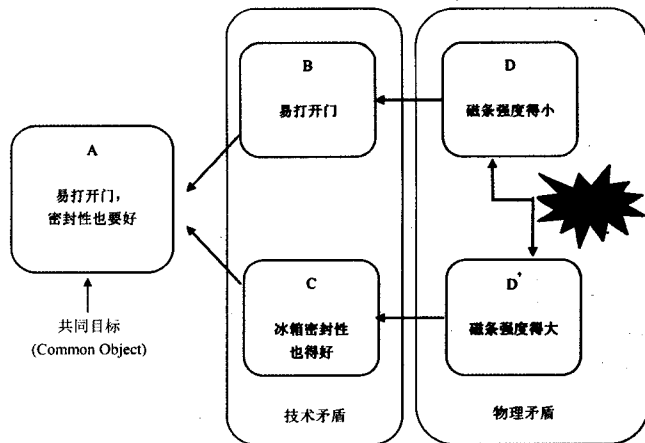 A
易打开门，
密封性也要好
共同目标
(Common Object)
B
易打开门
C
冰箱密封性
也得好
技术矛盾
D
磁条强度得小
D'
磁条强度得大
物理矛盾